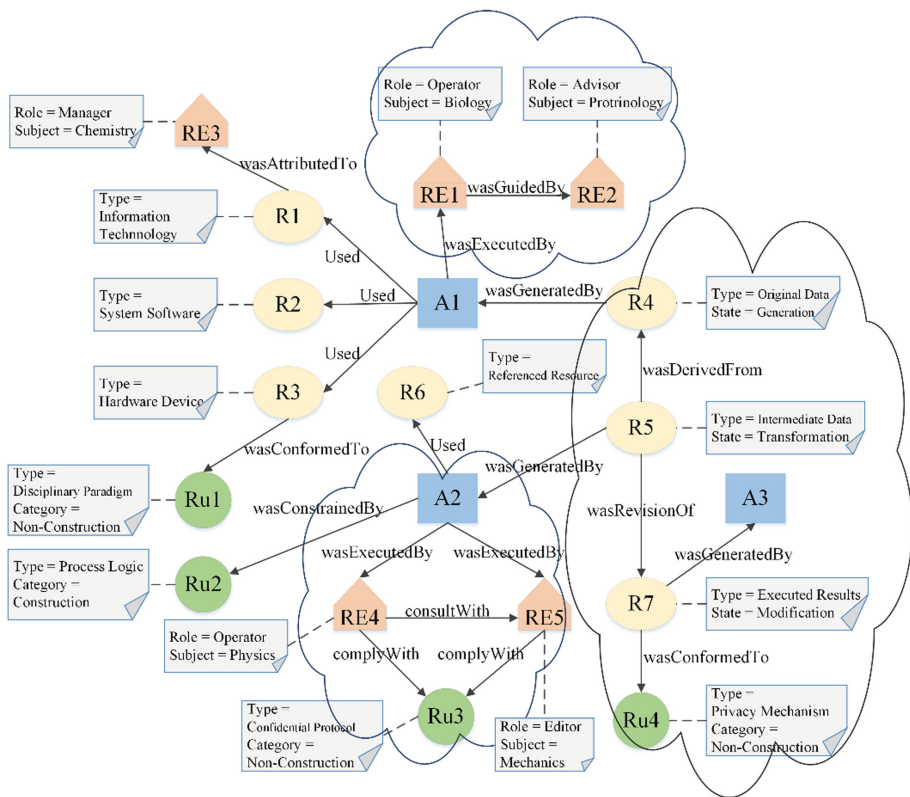 Role = Operator
Subject = Biology
Role = Advisor
Subject = Protrinology
Role = Manager
Subject = Chemistry
RE3
wasAttributedTo
RE1
wasGuidedBy
RE2
Type =
Information
Technnology
R1
wasExecutedBy
Used
Type =
System Software
R2
Used
A1
wasGeneratedBy
R4
Type = Original Data
State = Generation
Used
Type =
Hardware Device
R3
R6
Type =
Referenced Resource
wasDerivedFrom
R5
Type = Intermediate Data
State = Transformation
wasConformedTo
Used
wasGeneratedBy
Type =
Disciplinary Paradigm
Category =
Non-Construction
Ru1
A2
A3
wasConstrainedBy
wasRevisionOf
Type = Process Logic
Category =
Construction
Ru2
wasExecutedBy
wasExecutedBy
wasGeneratedBy
RE4
consultWith
RE5
R7
Type = Executed Results
State = Modification
Role = Operator
Subject = Physics
complyWith
complyWith
wasConformedTo
Type =
Confidential Protocol
Category =
Non-Construction
Ru3
Role = Editor
Subject =
Mechanics
Ru4
Type =
Privacy Mechanism
Category =
Non-Construction